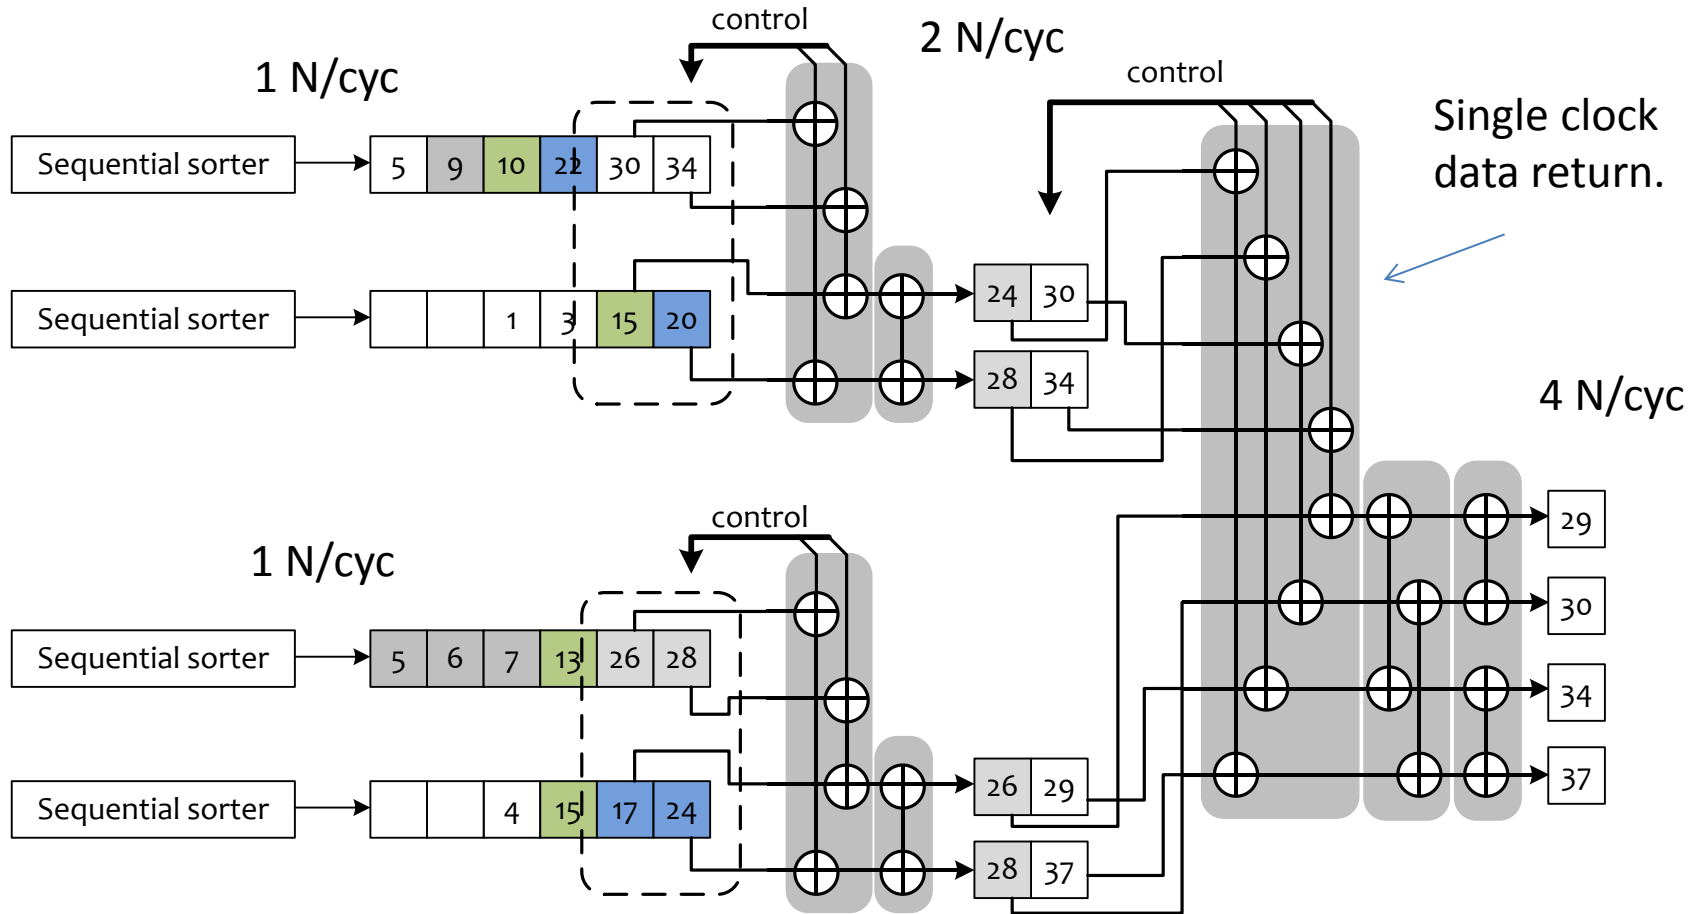 control
2 N/cyc
1 N/cyc
control
Single clock
data return.
Sequential sorter
5 9 10 22 30 34
Sequential sorter
1 3 15 20
24 30
28 34
4 N/cyc
control
1 N/cyc
29
30
34
37
Sequential sorter
5 6 7 13 26 28
Sequential sorter
4 15 17 24
26 29
28 37